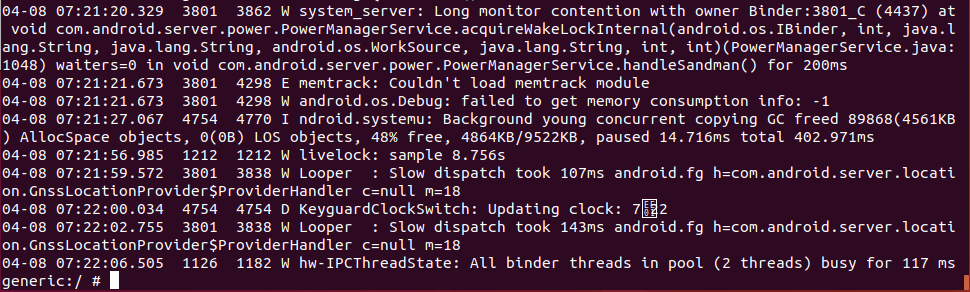 04-08 07:21:20.329  3801  3862 W system_server: Long monitor contention with owner Binder:3801_C (4437) at
 void com.android.server.power.PowerManagerService.acquireWakeLockInternal(android.os.IBinder, int, java.l
ang.String, java.lang.String, android.os.WorkSource, java.lang.String, int, int)(PowerManagerService.java:
1048) waiters=0 in void com.android.server.power.PowerManagerService.handleSandman() for 200ms
04-08 07:21:21.673  3801  4298 E memtrack: Couldn't load memtrack module
04-08 07:21:21.673  3801  4298 W android.os.Debug: failed to get memory consumption info: -1
04-08 07:21:27.067  4754  4770 I ndroid.systemu: Background young concurrent copying GC freed 89868(4561KB
) AllocSpace objects, 0(0B) LOS objects, 48% free, 4864KB/9522KB, paused 14.716ms total 402.971ms
04-08 07:21:56.985  1212  1212 W livelock: sample 8.756s
04-08 07:21:59.572  3801  3838 W Looper  : Slow dispatch took 107ms android.fg h=com.android.server.locati
on.GnssLocationProvider$ProviderHandler c=null m=18
04-08 07:22:00.034  4754  4754 D KeyguardClockSwitch: Updating clock: 722
04-08 07:22:02.755  3801  3838 W Looper  : Slow dispatch took 143ms android.fg h=com.android.server.locati
on.GnssLocationProvider$ProviderHandler c=null m=18
04-08 07:22:06.505  1126  1182 W hw-IPCThreadState: All binder threads in pool (2 threads) busy for 117 ms
generic:/ #